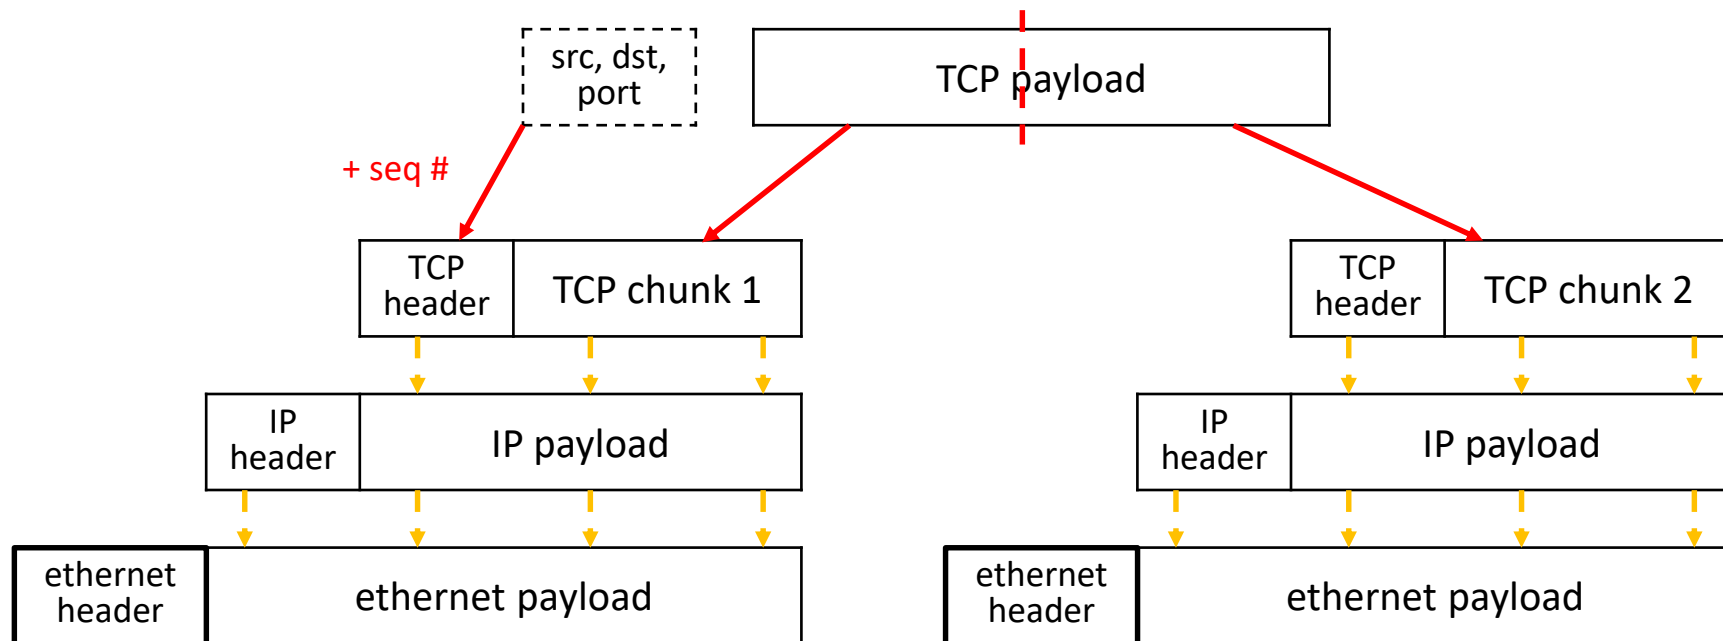 src, dst,
port
TCP payload
+ seq #
TCP
header
TCP chunk 1
TCP
header
TCP chunk 2
IP
header
IP payload
IP
header
IP payload
ethernet
header
ethernet payload
ethernet
header
ethernet payload